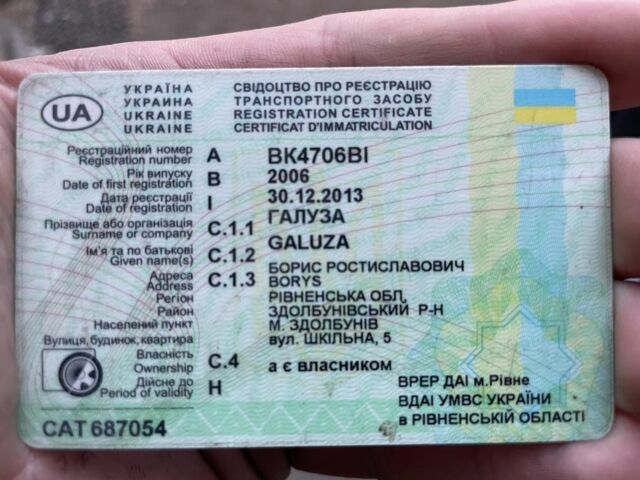 UA
УКРАЇНА СВІДОЦТВО ПРО РЕЄСТРАЦІЮ
УКРАИНА ТРАНСПОРТНОГО ЗАСОБУ
UKRAINE REGISTRATION CERTIFICATE
UKRAINE CERTIFICAT D'IMMATRICULATION
Реєстраційний номер
Registration number A ВК4706ВІ
Рік випуску
Date of first registration B 2006
Дата реєстрації
Date of registration I 30.12.2013
Прізвище або організація C.1.1 ГАЛУЗА
Surname or company GALUZA
Ім'я та по батькові C.1.2 БОРИС РОСТИСЛАВОВИЧ
Given name(s) BORYS
Адреса C.1.3 РІВНЕНСЬКА ОБЛ,
Address ЗДОЛБУНІВСЬКИЙ Р-Н
Регіон М. ЗДОЛБУНІВ
Район вул. ШКІЛЬНА, 5
Населений пункт
Вулиця, будинок, квартира
Власність
Ownership C.4 а є власником
Дійсне до
Period of validity H
ВРЕР ДАІ м.Рівне
ВДАІ УМВС УКРАЇНИ
в РІВНЕНСЬКІЙ ОБЛАСТІ
САТ 687054